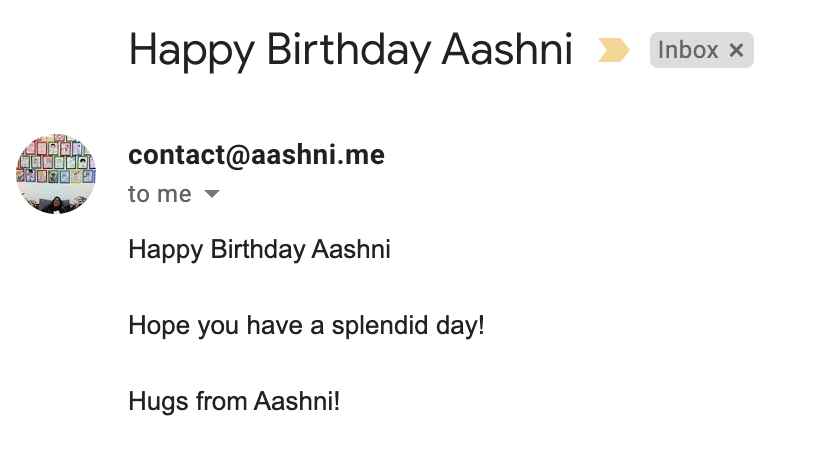 Happy Birthday Aashni
Inbox ×
contact@aashni.me
to me
Happy Birthday Aashni
Hope you have a splendid day!
Hugs from Aashni!